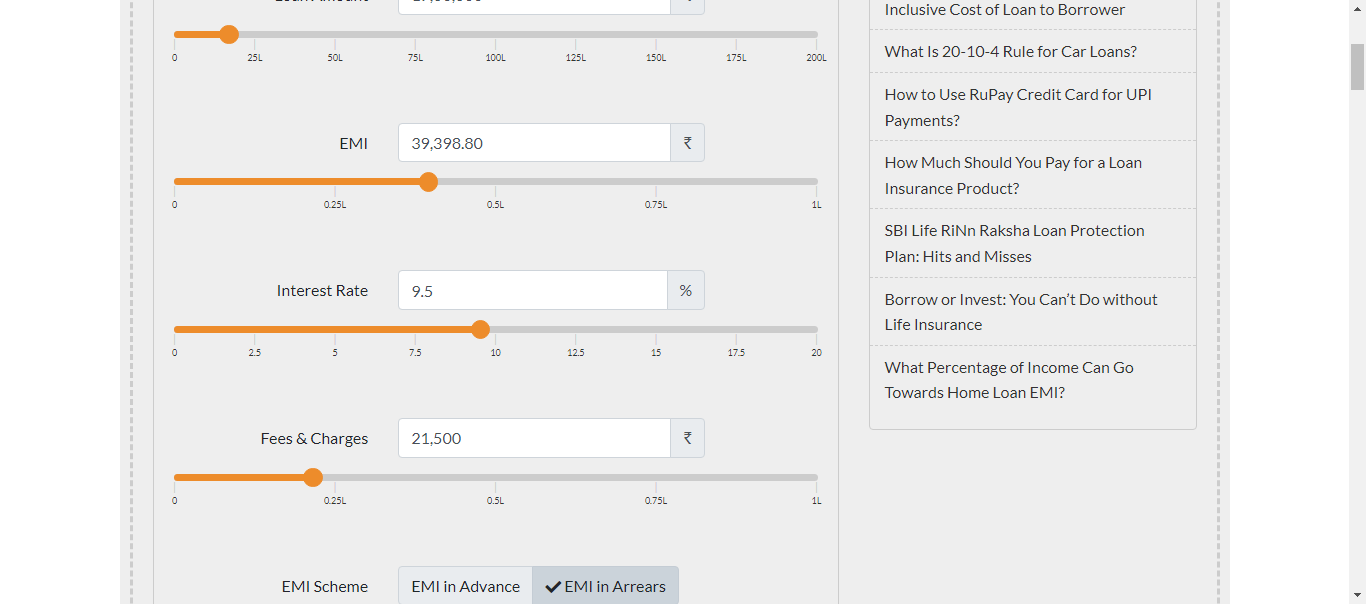 0 25L 50L 75L 100L 125L 150L 175L 200L
EMI 39,398.80 ₹
0 0.25L 0.5L 0.75L 1L
Interest Rate 9.5 %
0 2.5 5 7.5 10 12.5 15 17.5 20
Fees & Charges 21,500 ₹
0 0.25L 0.5L 0.75L 1L
EMI Scheme EMI in Advance EMI in Arrears
Inclusive Cost of Loan to Borrower
What Is 20-10-4 Rule for Car Loans?
How to Use RuPay Credit Card for UPI
Payments?
How Much Should You Pay for a Loan
Insurance Product?
SBI Life RiNn Raksha Loan Protection
Plan: Hits and Misses
Borrow or Invest: You Can’t Do without
Life Insurance
What Percentage of Income Can Go
Towards Home Loan EMI?